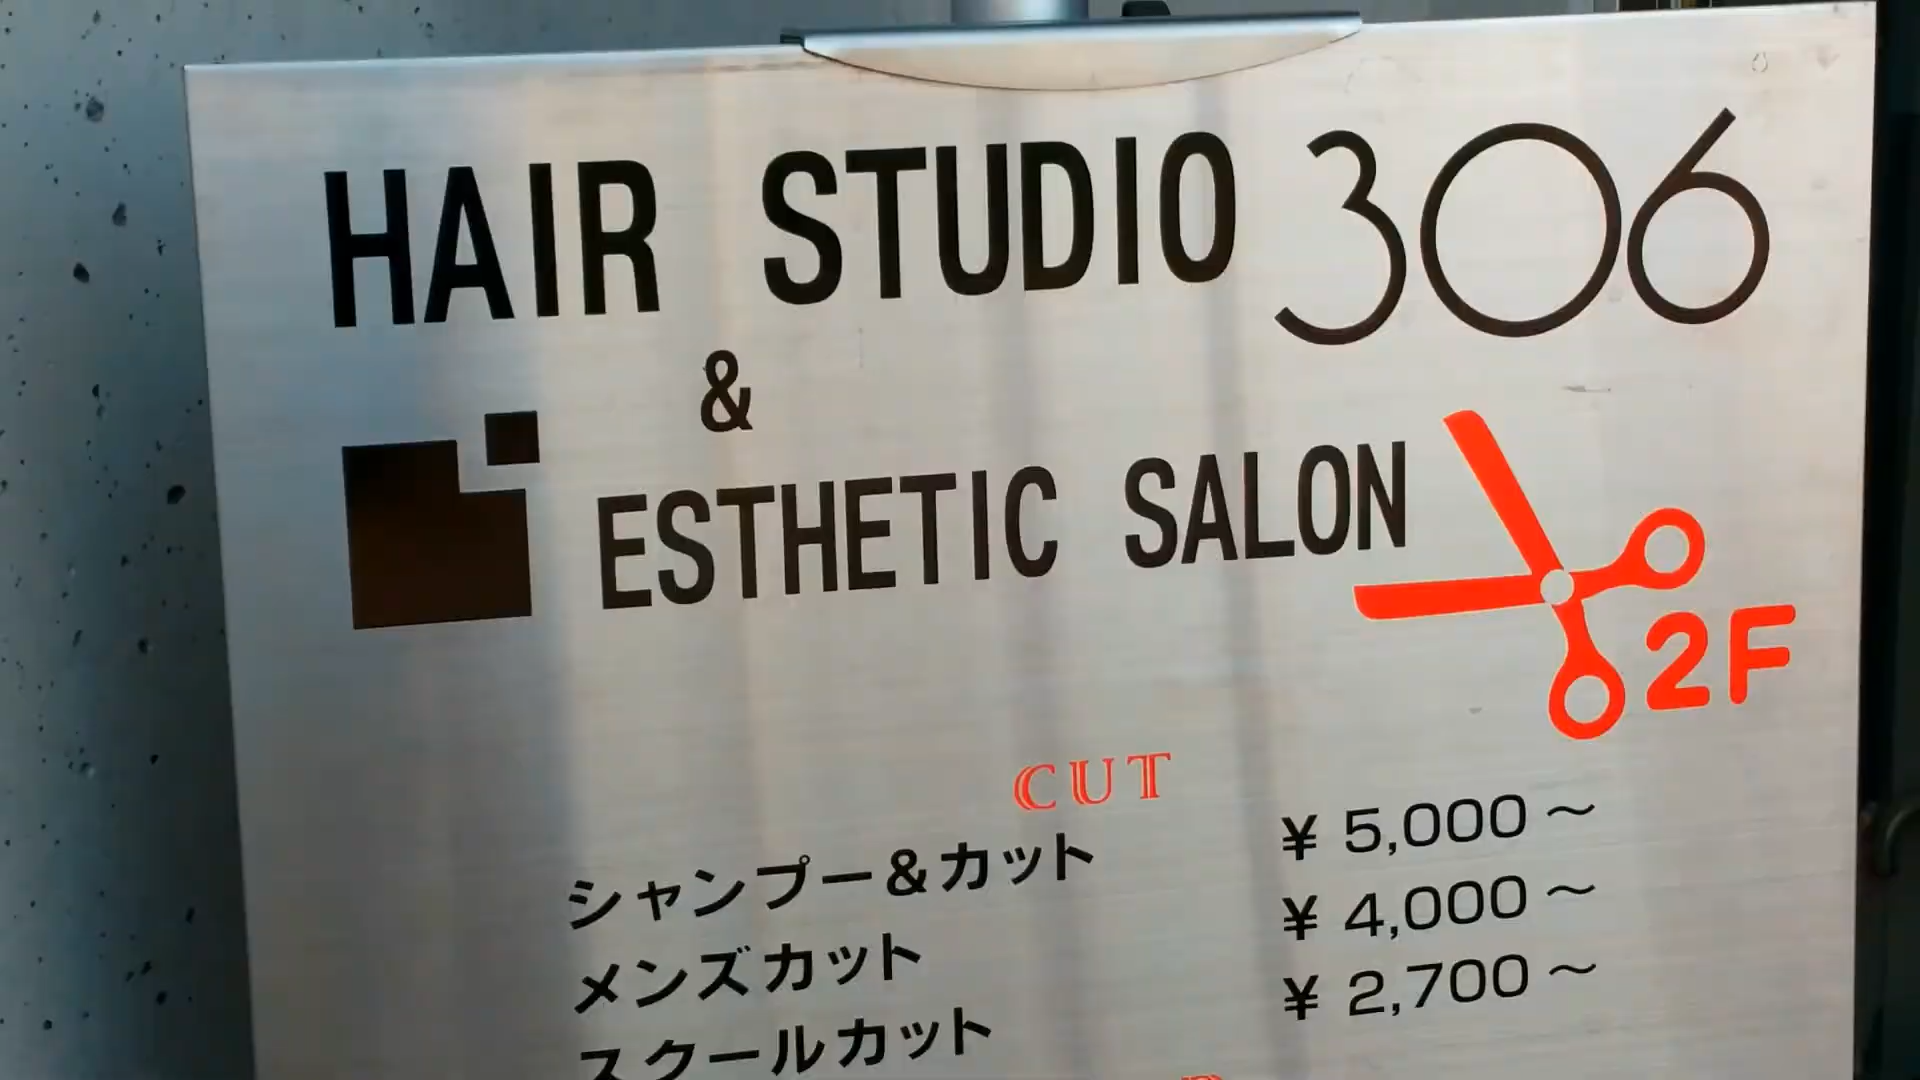 HAIR STUDIO 306
&
ESTHETIC SALON
2F
CUT
シャンプー&カット ¥5,000～
メンズカット ¥4,000～
スクールカット ¥2,700～